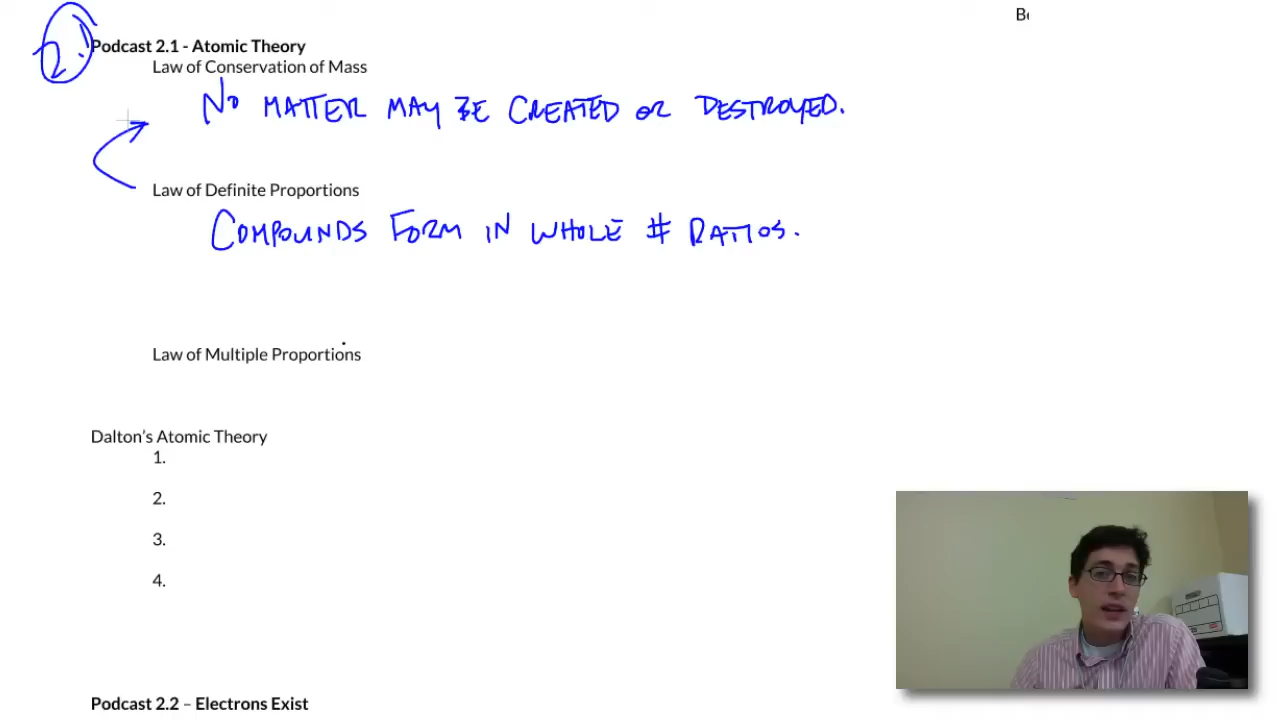 Be
2.1
Podcast 2.1 - Atomic Theory
Law of Conservation of Mass
No MATTER MAY BE CREATED OR DESTROYED.
Law of Definite Proportions
COMPOUNDS FORM IN WHOLE # RATIOS.
Law of Multiple Proportions
Dalton’s Atomic Theory
1.
2.
3.
4.
Podcast 2.2 – Electrons Exist